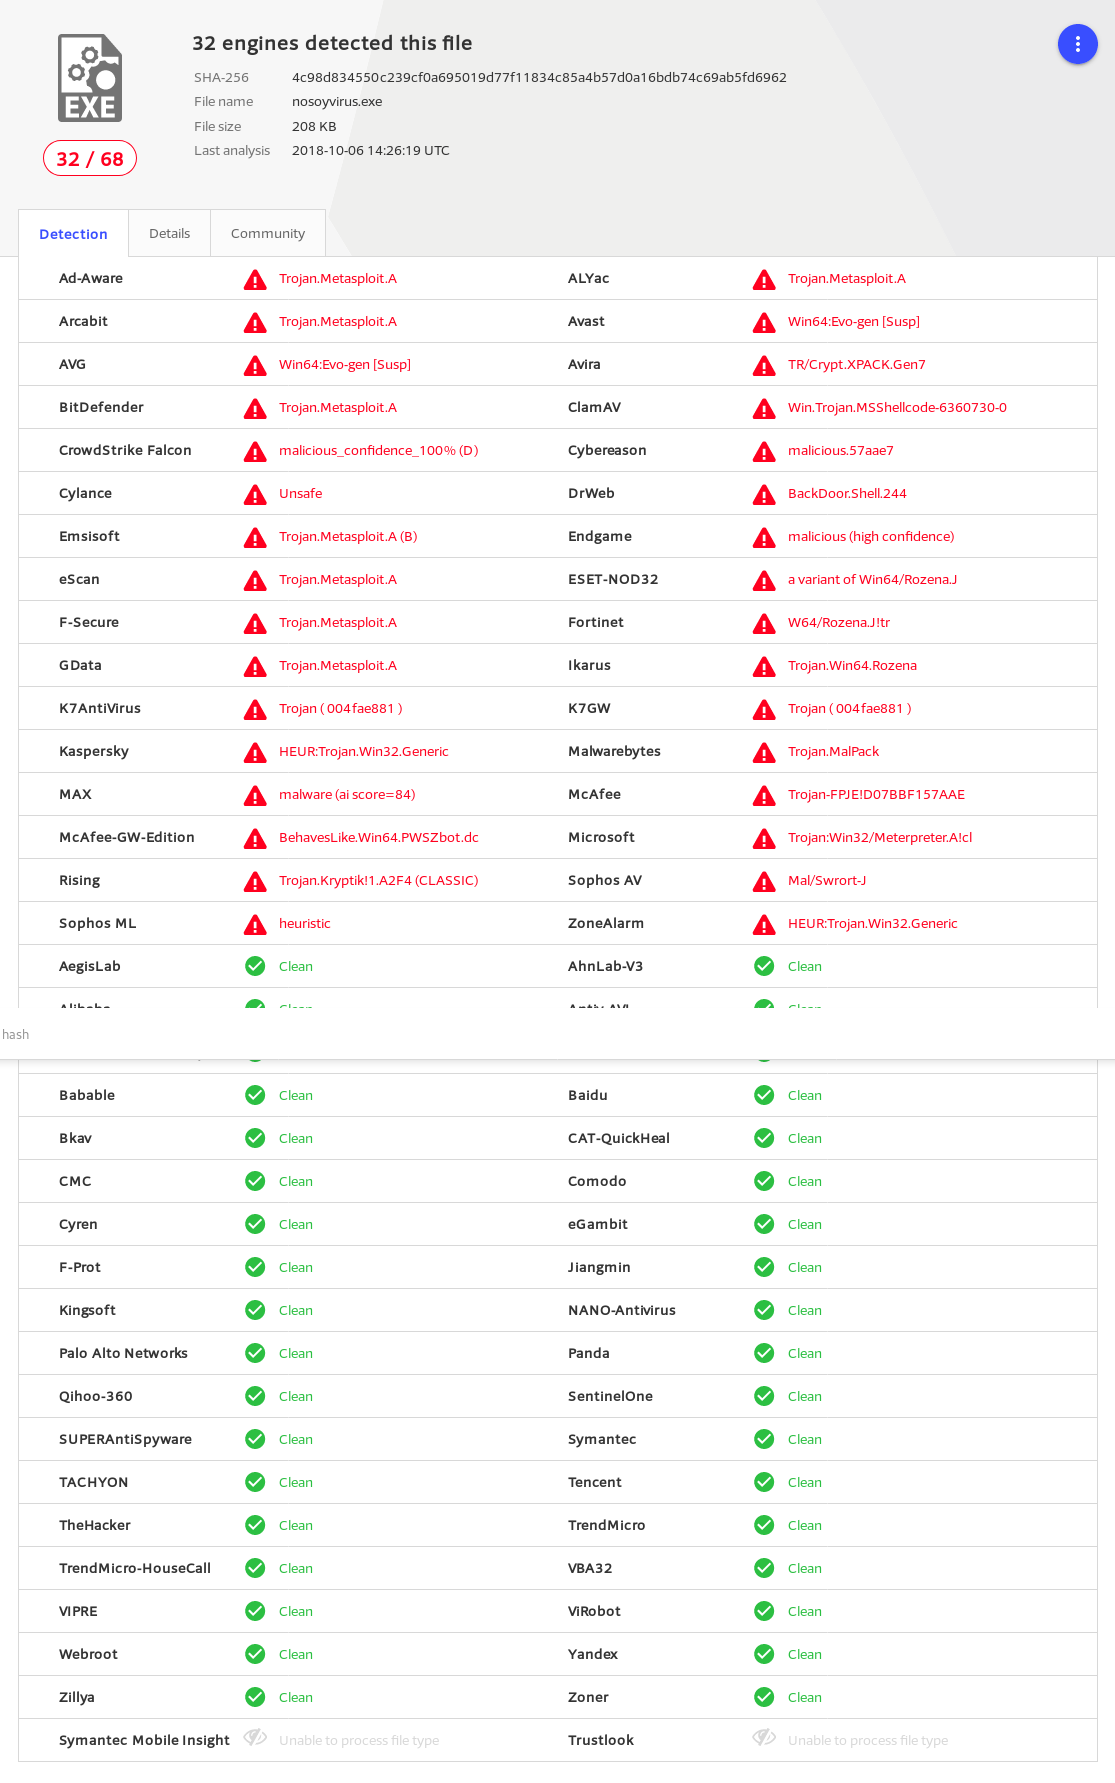 32 engines detected this file
SHA-256 4c98d834550c239cf0a695019d77f11834c85a4b57d0a16bdb74c69ab5fd6962
File name nosoyvirus.exe
File size 208 KB
Last analysis 2018-10-06 14:26:19 UTC
EXE
32 / 68
Detection Details Community
Ad-Aware Trojan.Metasploit.A ALYac Trojan.Metasploit.A
Arcabit Trojan.Metasploit.A Avast Win64:Evo-gen [Susp]
AVG Win64:Evo-gen [Susp] Avira TR/Crypt.XPACK.Gen7
BitDefender Trojan.Metasploit.A ClamAV Win.Trojan.MSShellcode-6360730-0
CrowdStrike Falcon malicious_confidence_100% (D) Cybereason malicious.57aae7
Cylance Unsafe DrWeb BackDoor.Shell.244
Emsisoft Trojan.Metasploit.A (B) Endgame malicious (high confidence)
eScan Trojan.Metasploit.A ESET-NOD32 a variant of Win64/Rozena.J
F-Secure Trojan.Metasploit.A Fortinet W64/Rozena.J!tr
GData Trojan.Metasploit.A Ikarus Trojan.Win64.Rozena
K7AntiVirus Trojan ( 004fae881 ) K7GW Trojan ( 004fae881 )
Kaspersky HEUR:Trojan.Win32.Generic Malwarebytes Trojan.MalPack
MAX malware (ai score=84) McAfee Trojan-FPJE!D07BBF157AAE
McAfee-GW-Edition BehavesLike.Win64.PWSZbot.dc Microsoft Trojan:Win32/Meterpreter.A!cl
Rising Trojan.Kryptik!1.A2F4 (CLASSIC) Sophos AV Mal/Swrort-J
Sophos ML heuristic ZoneAlarm HEUR:Trojan.Win32.Generic
AegisLab Clean AhnLab-V3 Clean
hash
Babable Clean Baidu Clean
Bkav Clean CAT-QuickHeal Clean
CMC Clean Comodo Clean
Cyren Clean eGambit Clean
F-Prot Clean Jiangmin Clean
Kingsoft Clean NANO-Antivirus Clean
Palo Alto Networks Clean Panda Clean
Qihoo-360 Clean SentinelOne Clean
SUPERAntiSpyware Clean Symantec Clean
TACHYON Clean Tencent Clean
TheHacker Clean TrendMicro Clean
TrendMicro-HouseCall Clean VBA32 Clean
VIPRE Clean ViRobot Clean
Webroot Clean Yandex Clean
Zillya Clean Zoner Clean
Symantec Mobile Insight Unable to process file type Trustlook Unable to process file type